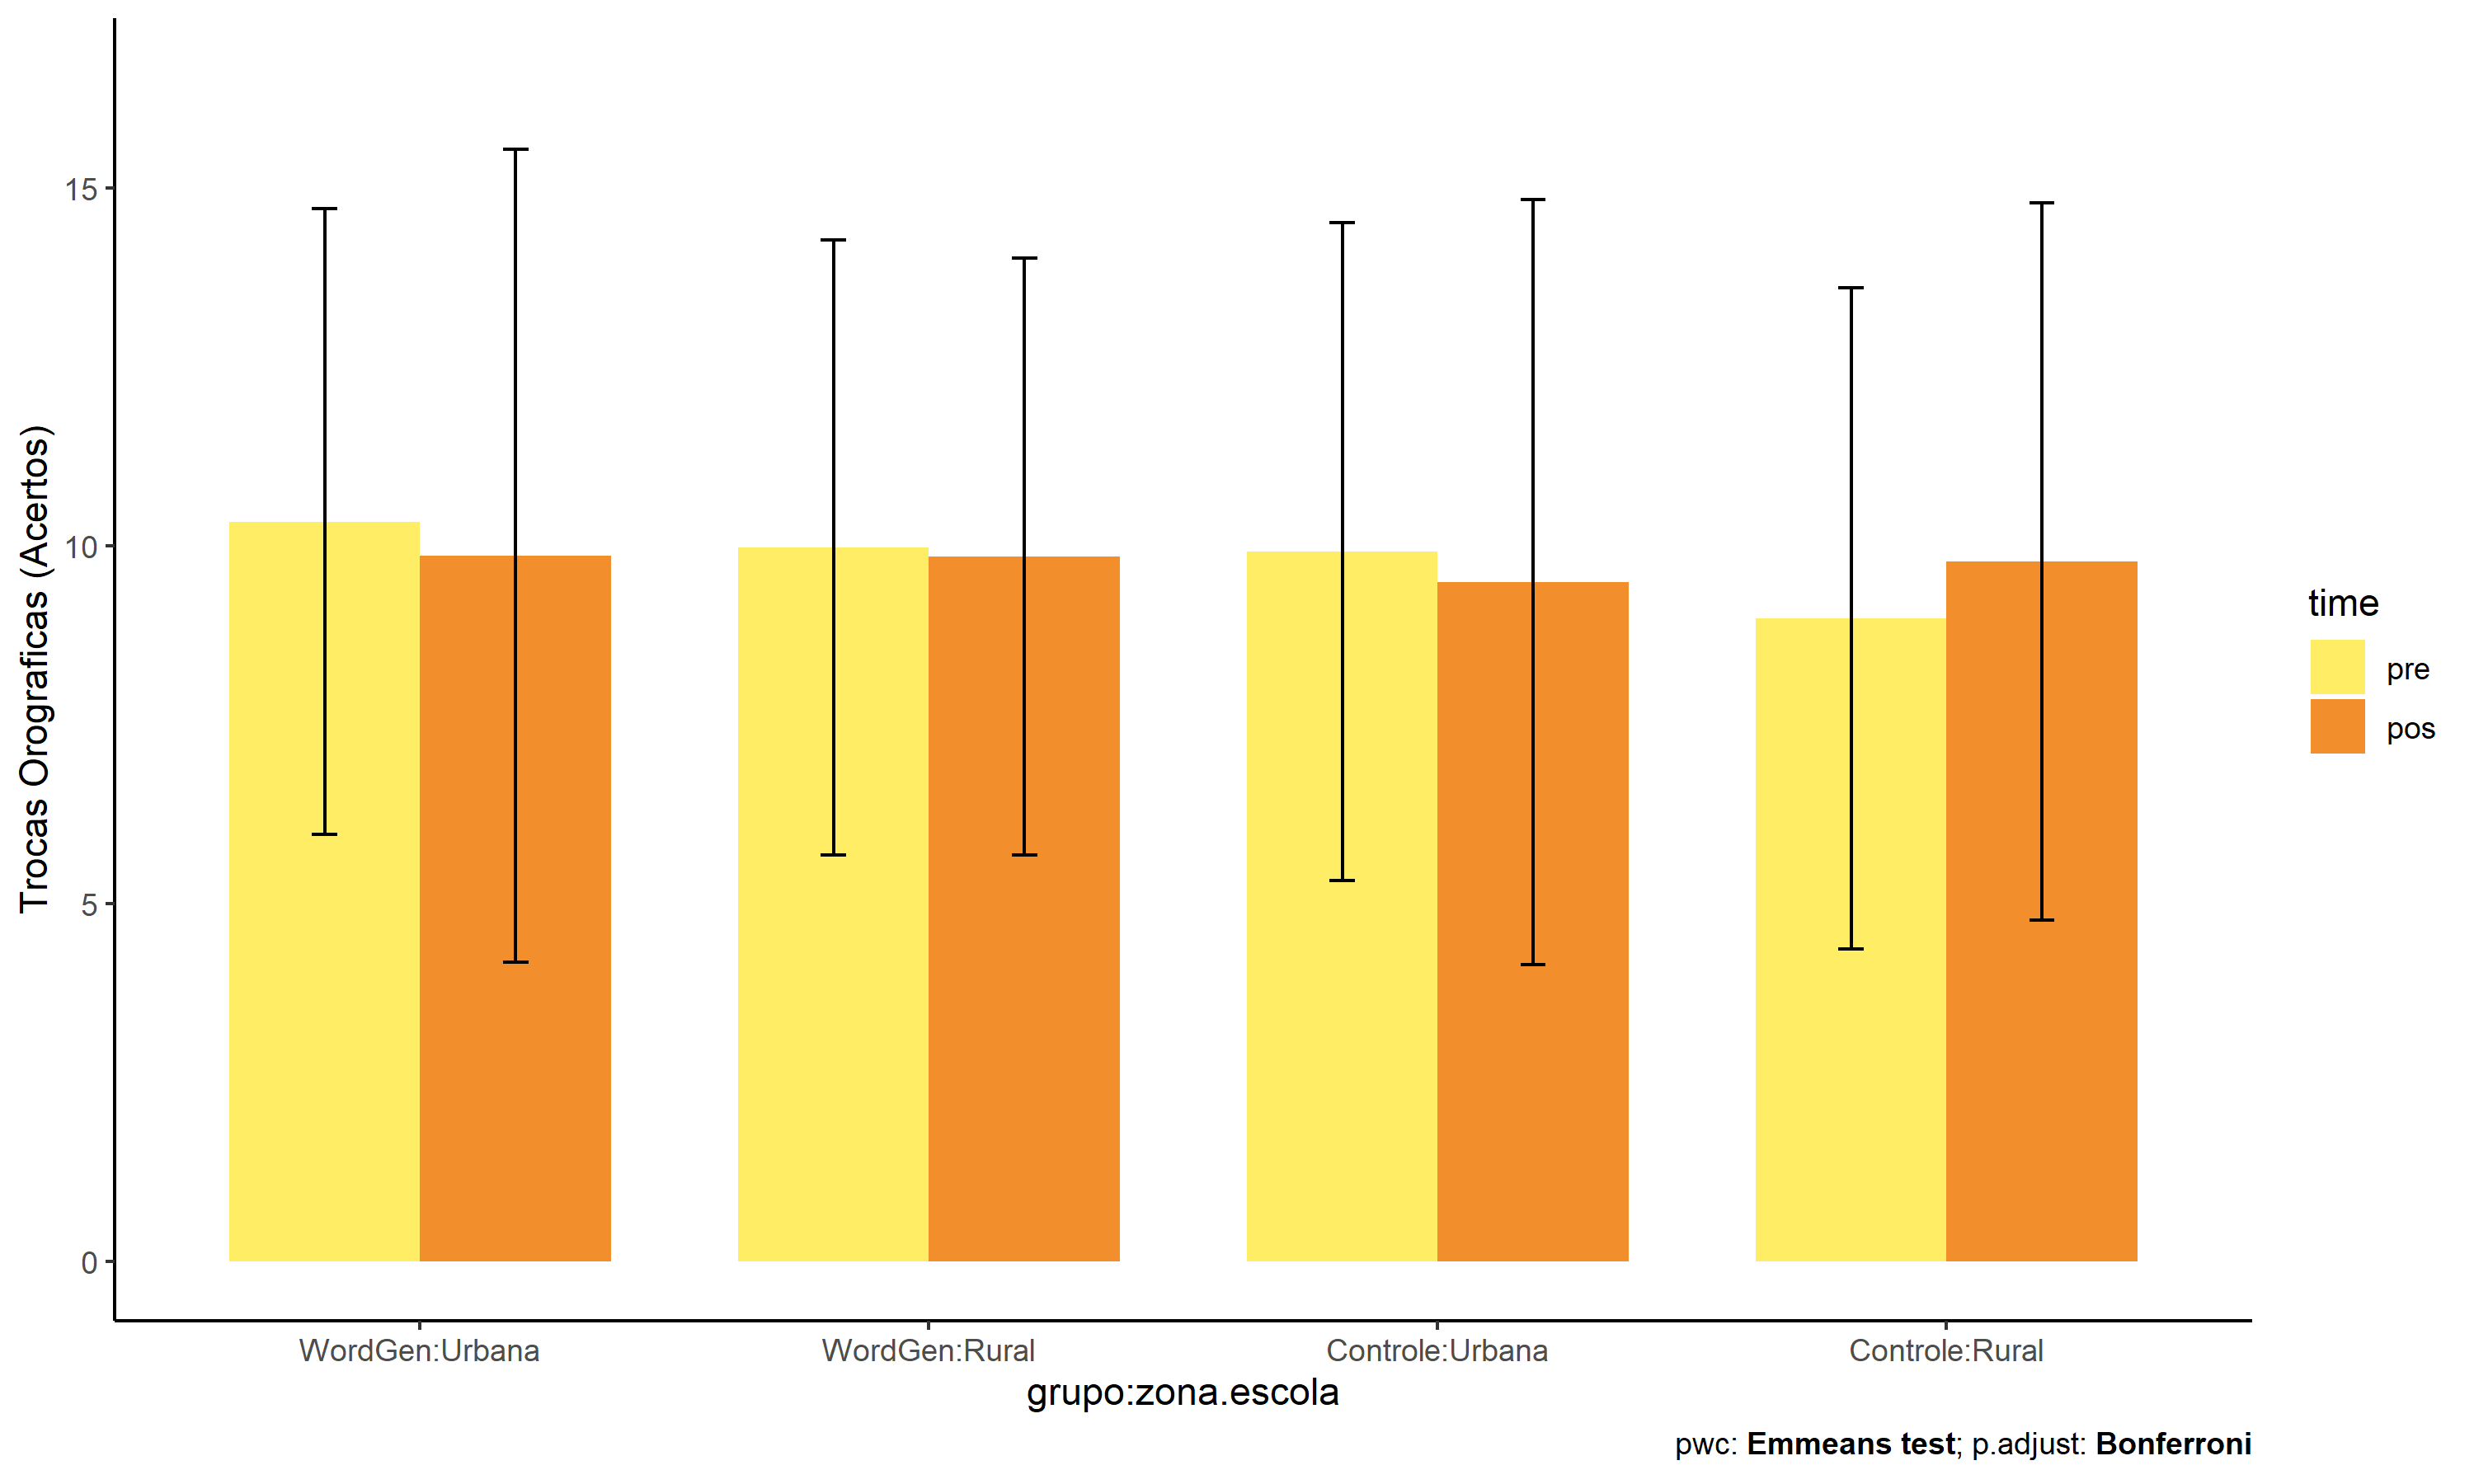 Trocas Orograficas (Acertos)
15
10
5
0
WordGen:Urbana
WordGen:Rural
Controle:Urbana
Controle:Rural
grupo:zona.escola
time
pre
pos
pwc: Emmeans test; p.adjust: Bonferroni